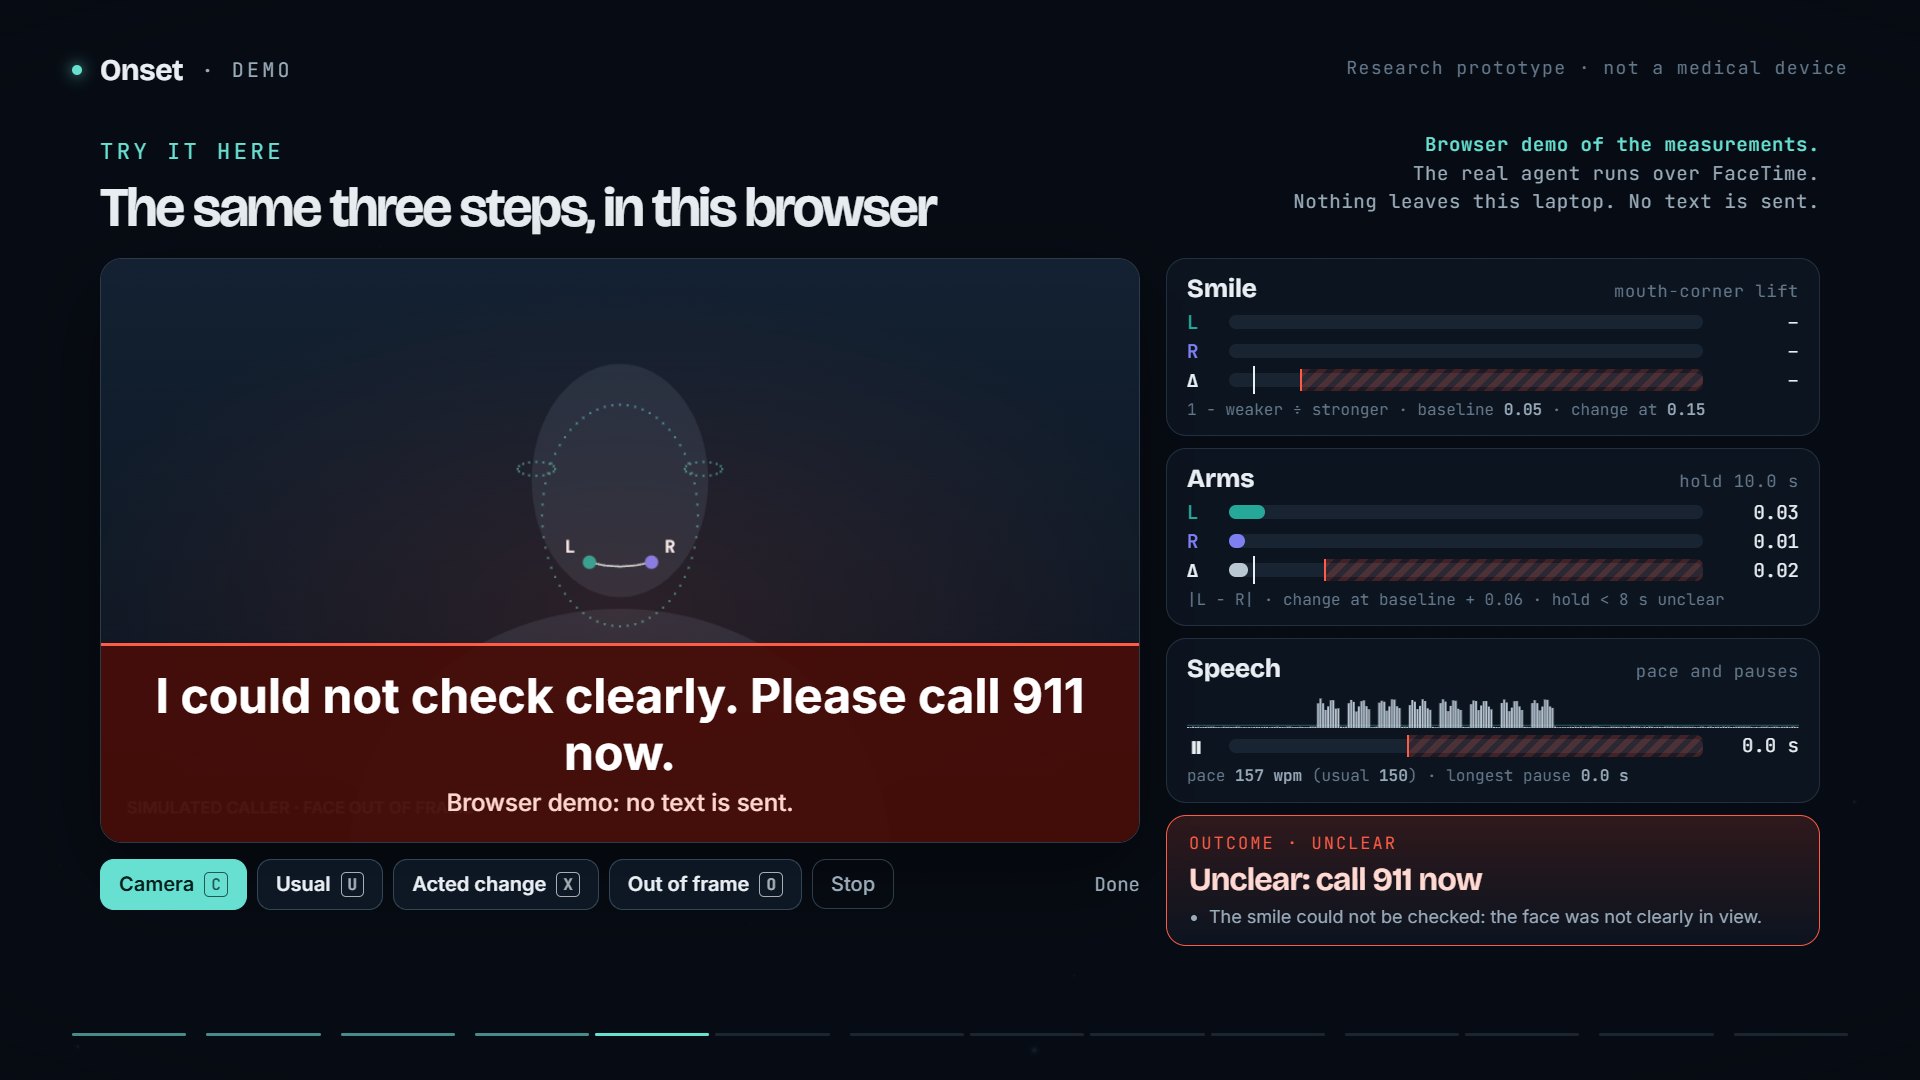 Onset · DEMO
Research prototype · not a medical device
TRY IT HERE
The same three steps, in this browser
Browser demo of the measurements.
The real agent runs over FaceTime.
Nothing leaves this laptop. No text is sent.
L R
I could not check clearly. Please call 911
now.
SIMULATED CALLER · FACE OUT OF
Browser demo: no text is sent.
Camera C
Usual U
Acted change X
Out of frame O
Stop
Done
Smile mouth-corner lift
L –
R –
Δ –
1 - weaker ÷ stronger · baseline 0.05 · change at 0.15
Arms hold 10.0 s
L 0.03
R 0.01
Δ 0.02
|L - R| · change at baseline + 0.06 · hold < 8 s unclear
Speech pace and pauses
0.0 s
pace 157 wpm (usual 150) · longest pause 0.0 s
OUTCOME · UNCLEAR
Unclear: call 911 now
• The smile could not be checked: the face was not clearly in view.